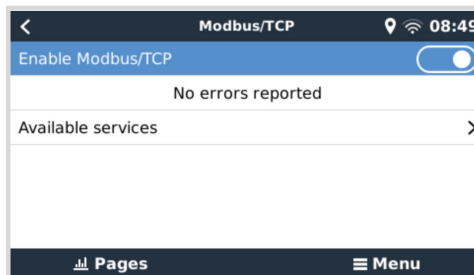 Modbus/TCP 08:49
Enable Modbus/TCP
No errors reported
Available services
Pages Menu